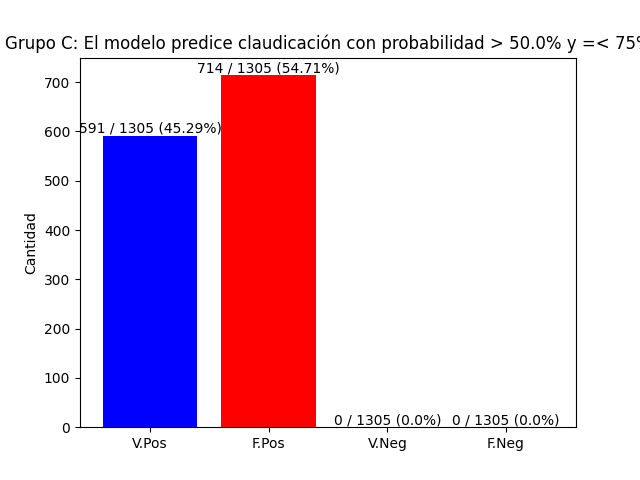 Grupo C: El modelo predice claudicación con probabilidad > 50.0% y =< 75%
714 / 1305 (54.71%)
591 / 1305 (45.29%)
0 / 1305 (0.0%)
0 / 1305 (0.0%)
Cantidad
700
600
500
400
300
200
100
0
V.Pos
F.Pos
V.Neg
F.Neg